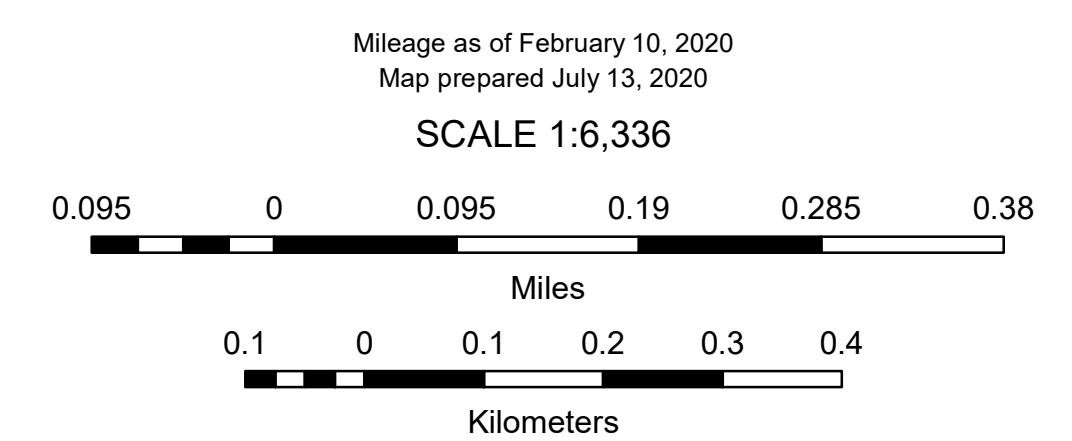 Mileage as of February 10, 2020
Map prepared July 13, 2020
SCALE 1:6,336
0.095 0 0.095 0.19 0.285 0.38
Miles
0.1 0 0.1 0.2 0.3 0.4
Kilometers